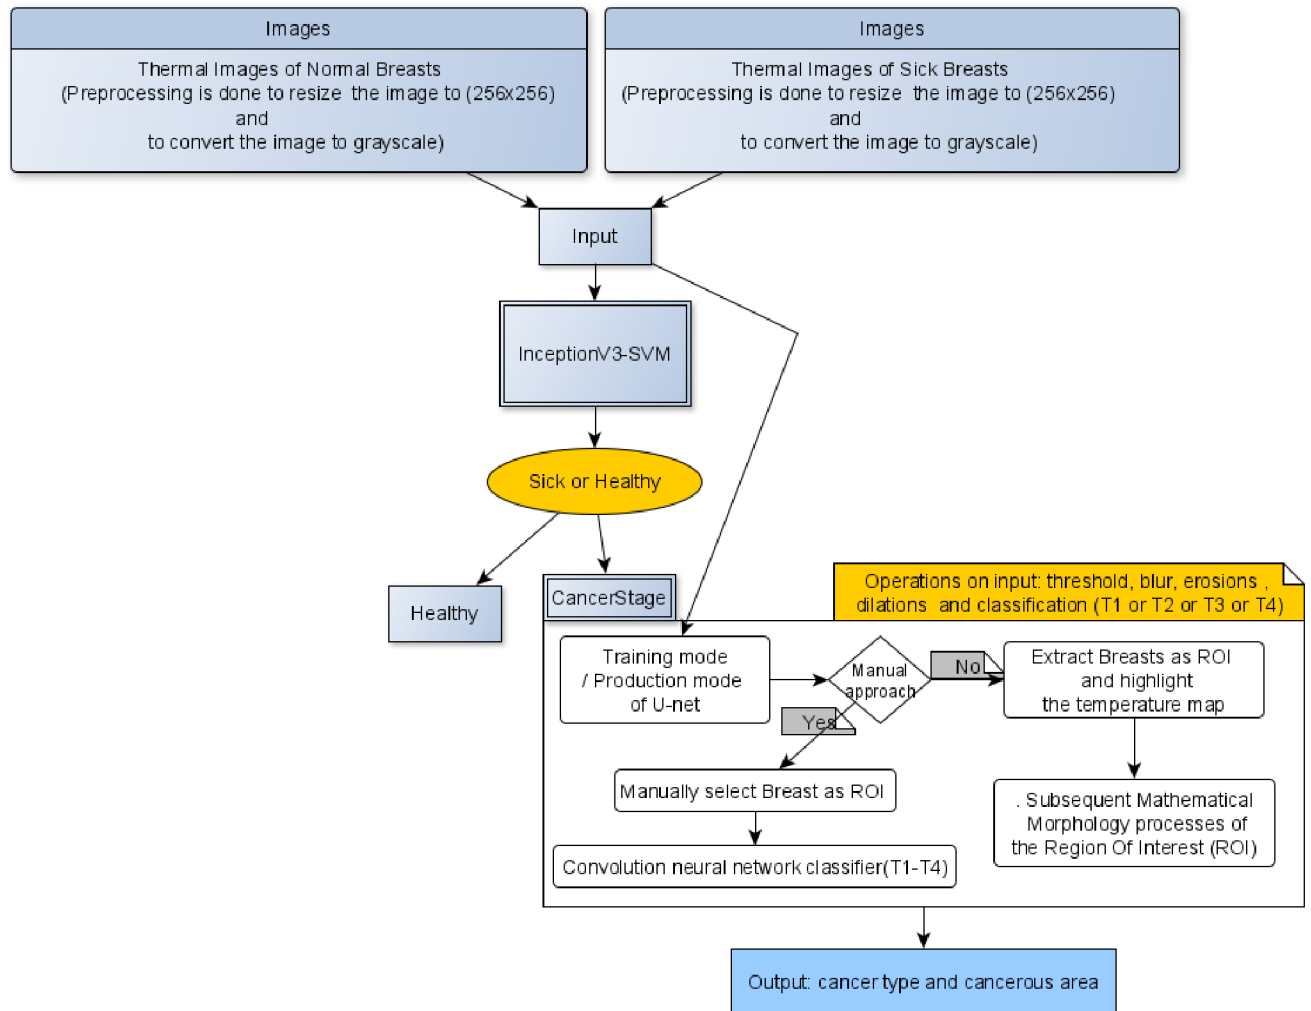 Images
Thermal Images of Normal Breasts
(Preprocessing is done to resize the image to (256x256)
and
to convert the image to grayscale)
Images
Thermal Images of Sick Breasts
(Preprocessing is done to resize the image to (256x256)
and
to convert the image to grayscale)
Input
InceptionV3-SVM
Sick or Healthy
Healthy
CancerStage
Operations on input: threshold, blur, erosions ,
dilations and classification (T1 or T2 or T3 or T4)
Training mode
/ Production mode
of U-net
Manual
approach
No
Yes
Extract Breasts as ROI
and highlight
the temperature map
Manually select Breast as ROI
. Subsequent Mathematical
Morphology processes of
the Region Of Interest (ROI)
Convolution neural network classifier(T1-T4)
Output: cancer type and cancerous area